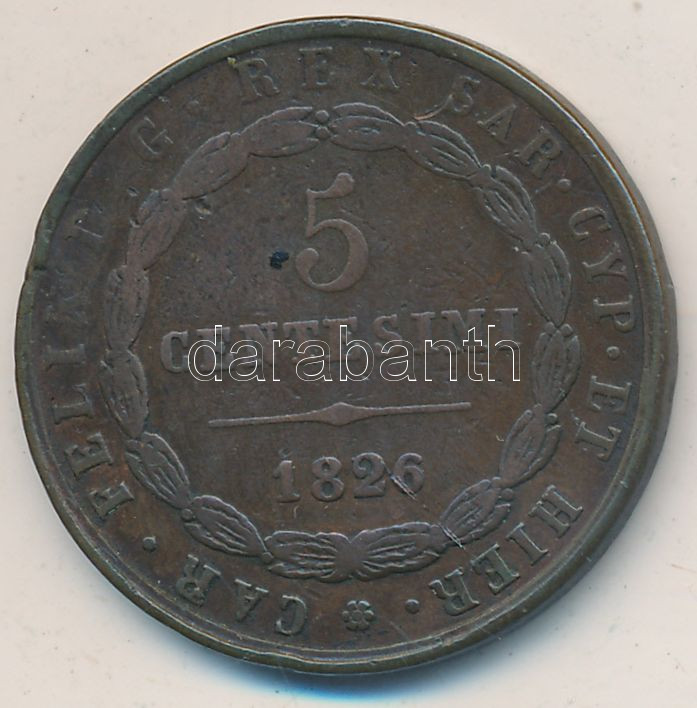 CAR · FELIX D · G · REX SAR · CYP · ET HIER ·
5
CENTESIMI
1826
darabanth